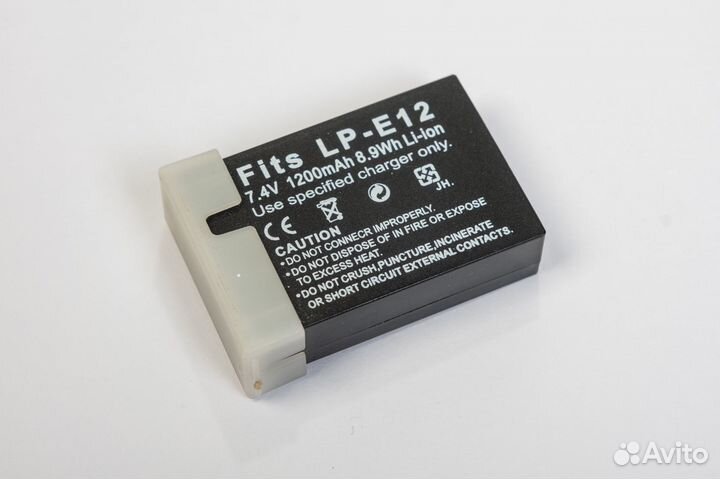 Fits LP-E12
7.4V 1200mAh 8.9Wh Li-Ion
Use specified charger only.
CE
JH.
CAUTION
•DO NOT CONNECR IMPROPERLY.
•DO NOT DISPOSE OF IN FIRE OR EXPOSE
TO EXCESS HEAT.
•DO NOT CRUSH,PUNCTURE,INCINERATE
OR SHORT CIRCUIT EXTERNAL CONTACTS.
Avito